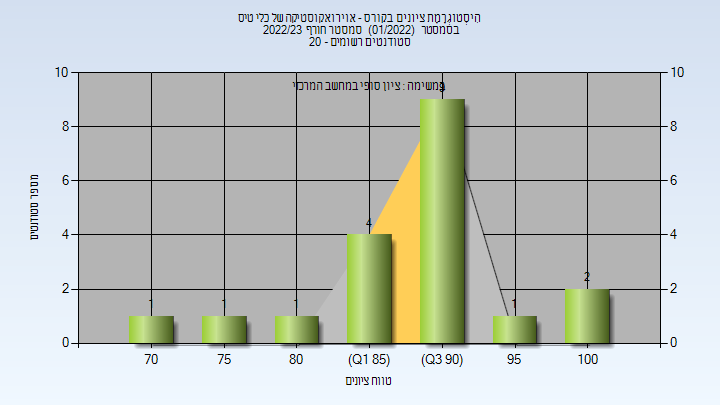 היסטוגרמת ציונים בקורס - אוירואקוסטיקה של כלי טיס
בסמסטר (01/2022) סמסטר חורף 2022/23
סטודנטים רשומים - 20
משימה : ציון סופי במחשב המרכזי
מספר סטודנטים
10 10
8 8
6 6
4 4
2 2
0 0
1 1 1 4 9 1 2
70 75 80 (Q1 85) (Q3 90) 95 100
טווח ציונים